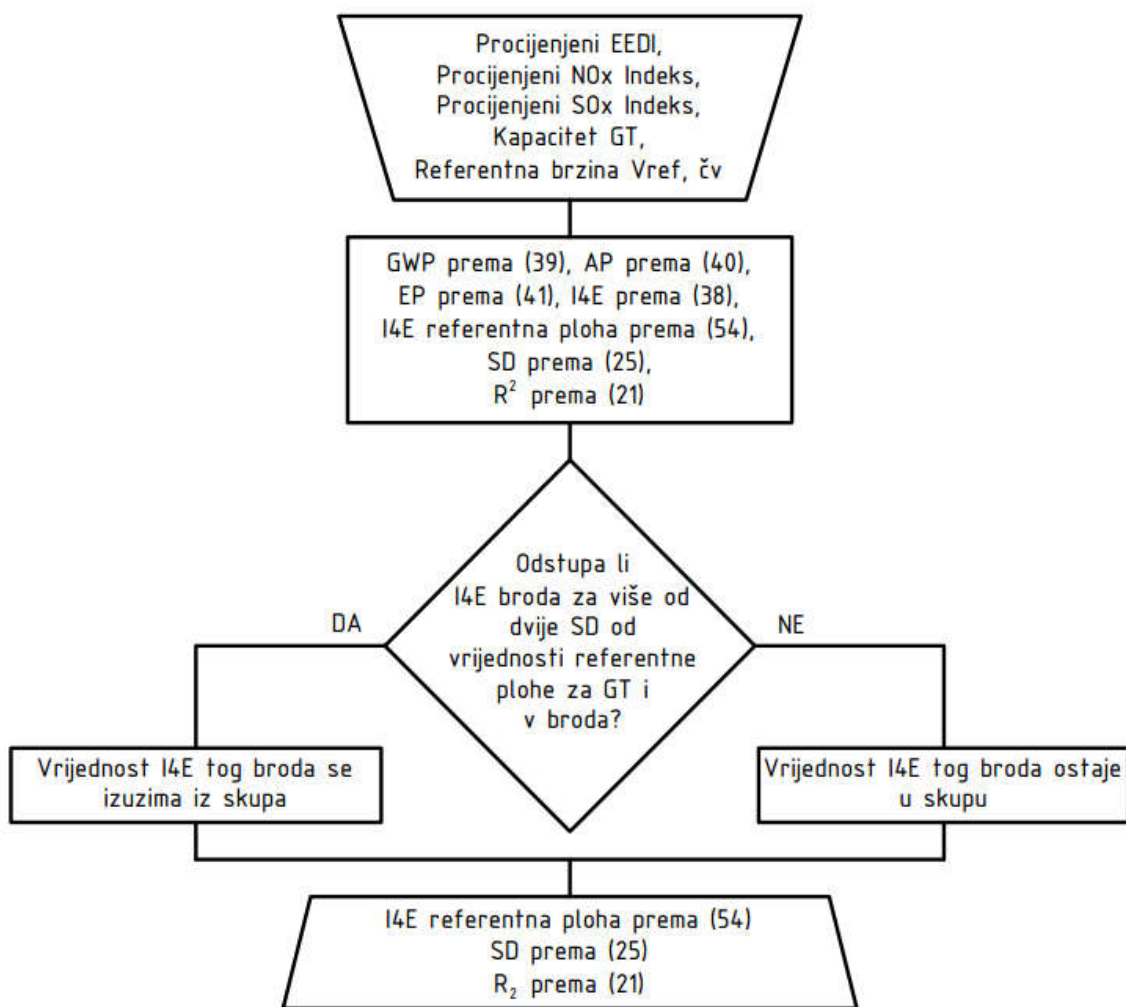 Procijenjeni EEDI,
Procijenjeni NOx Indeks,
Procijenjeni SOx Indeks,
Kapacitet GT,
Referentna brzina Vref, čv
GWP prema (39), AP prema (40),
EP prema (41), I4E prema (38),
I4E referentna ploha prema (54),
SD prema (25),
R² prema (21)
Odstupa li
I4E broda za više od
dvije SD od
vrijednosti referentne
plohe za GT i
v broda?
DA
NE
Vrijednost I4E tog broda se
izuzima iz skupa
Vrijednost I4E tog broda ostaje
u skupu
I4E referentna ploha prema (54)
SD prema (25)
R₂ prema (21)